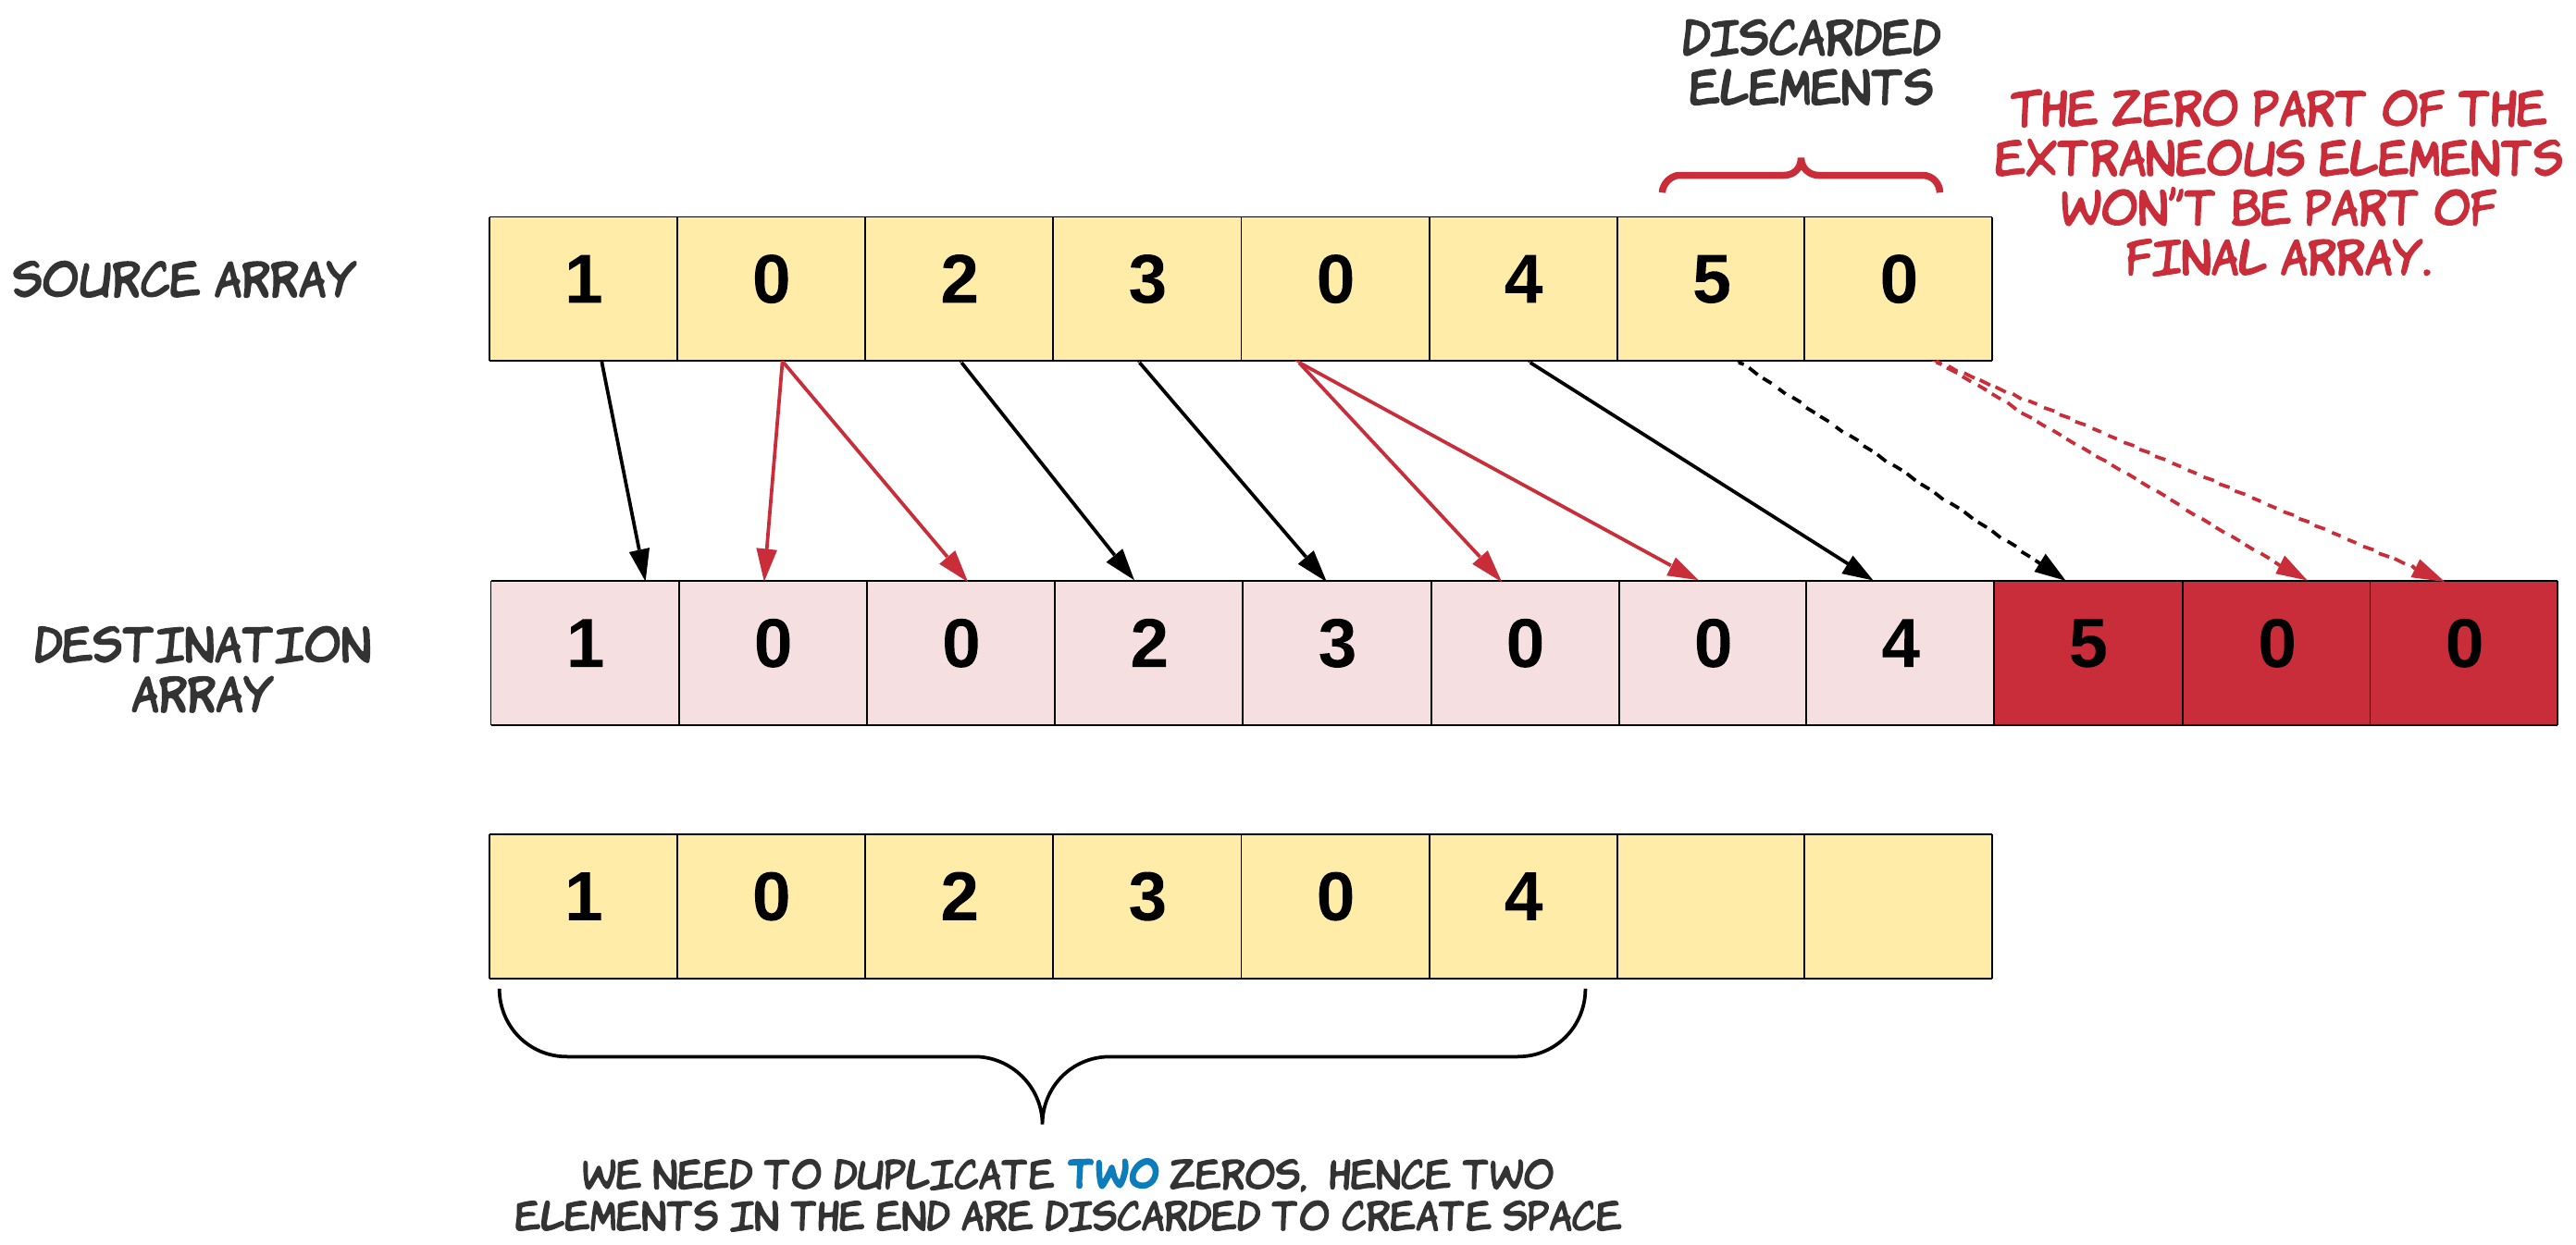 DISCARDED
ELEMENTS
THE ZERO PART OF THE
EXTRANEOUS ELEMENTS
WON"T BE PART OF
FINAL ARRAY.
SOURCE ARRAY
1 0 2 3 0 4 5 0
DESTINATION
ARRAY
1 0 0 2 3 0 0 4 5 0 0
1 0 2 3 0 4
WE NEED TO DUPLICATE TWO ZEROS. HENCE TWO
ELEMENTS IN THE END ARE DISCARDED TO CREATE SPACE